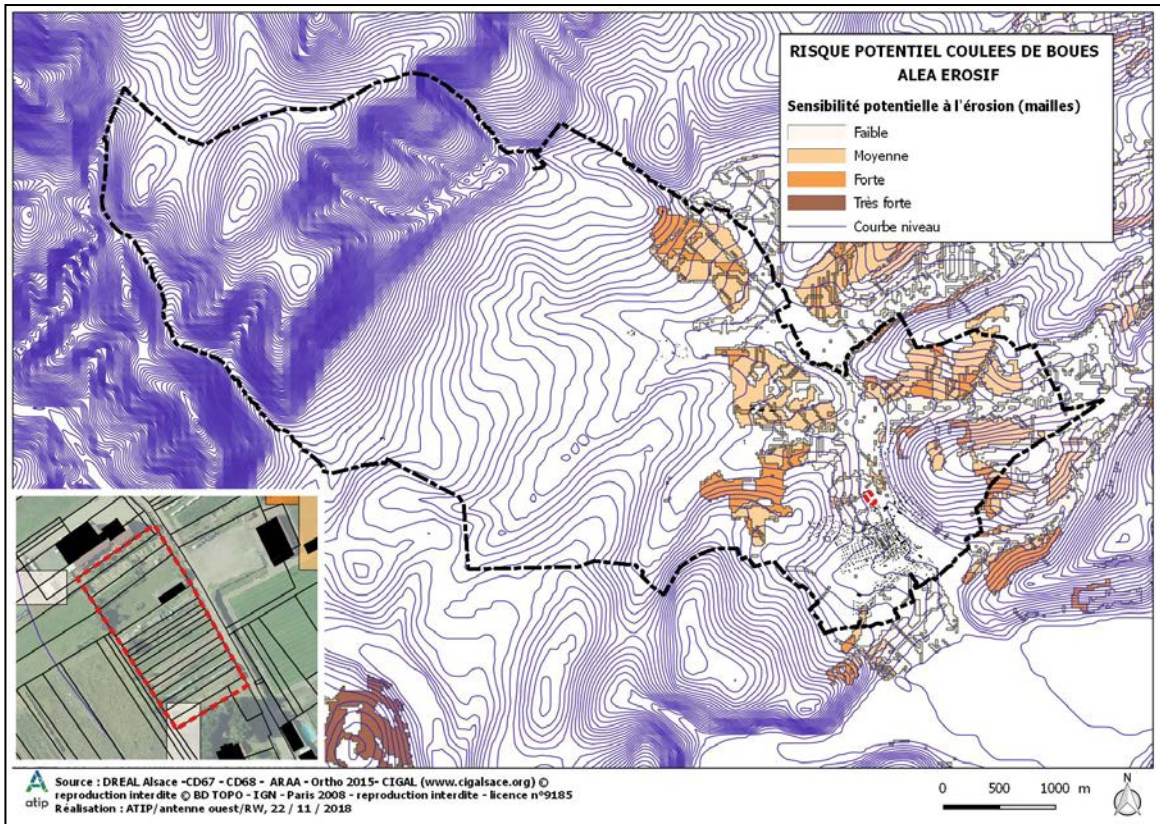 RISQUE POTENTIEL COULEES DE BOUES
ALEA EROSIF
Sensibilité potentielle à l'érosion (mailles)
Faible
Moyenne
Forte
Très forte
Courbe niveau
atip
Source : DREAL Alsace -CD67 - CD68 - ARAA - Ortho 2015- CIGAL (www.cigalsace.org) ©
reproduction interdite © BD TOPO - IGN - Paris 2008 - reproduction interdite - licence n°9185
Réalisation : ATIP/antenne ouest/RW, 22 / 11 / 2018
0 500 1000 m
N